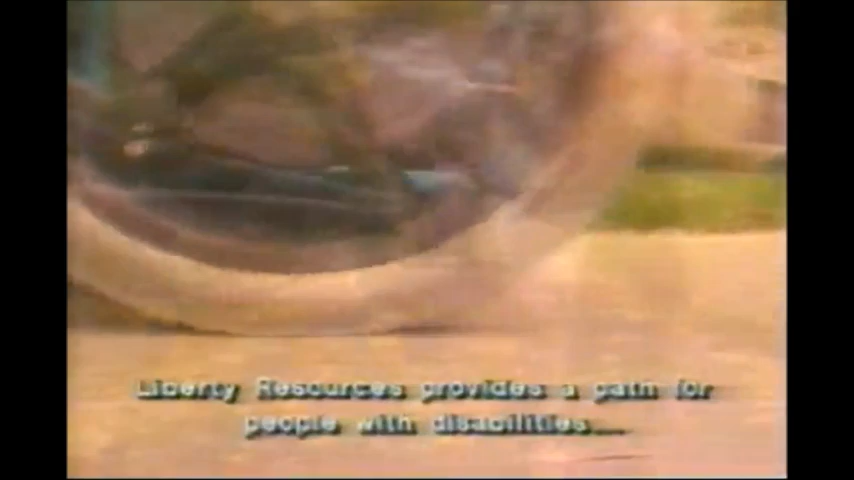 Liberty Resources provides a path for
people with disabilities...